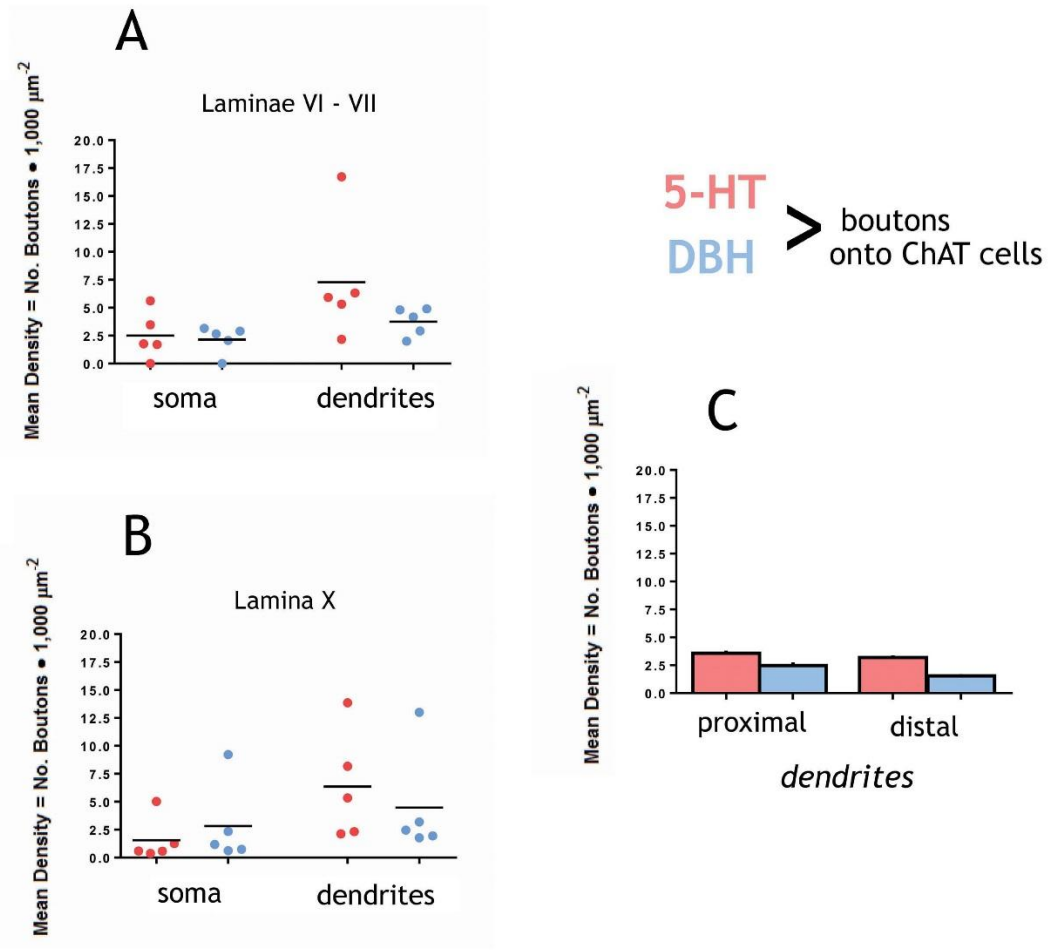 A
Laminae VI - VII
Mean Density = No. Boutons • 1,000 µm⁻²
20.0
17.5
15.0
12.5
10.0
7.5
5.0
2.5
0.0
soma dendrites
5-HT
DBH
>
boutons
onto ChAT cells
B
Lamina X
Mean Density = No. Boutons • 1,000 µm⁻²
20.0
17.5
15.0
12.5
10.0
7.5
5.0
2.5
0.0
soma dendrites
C
Mean Density = No. Boutons • 1,000 µm⁻²
20.0
17.5
15.0
12.5
10.0
7.5
5.0
2.5
0.0
proximal distal
dendrites